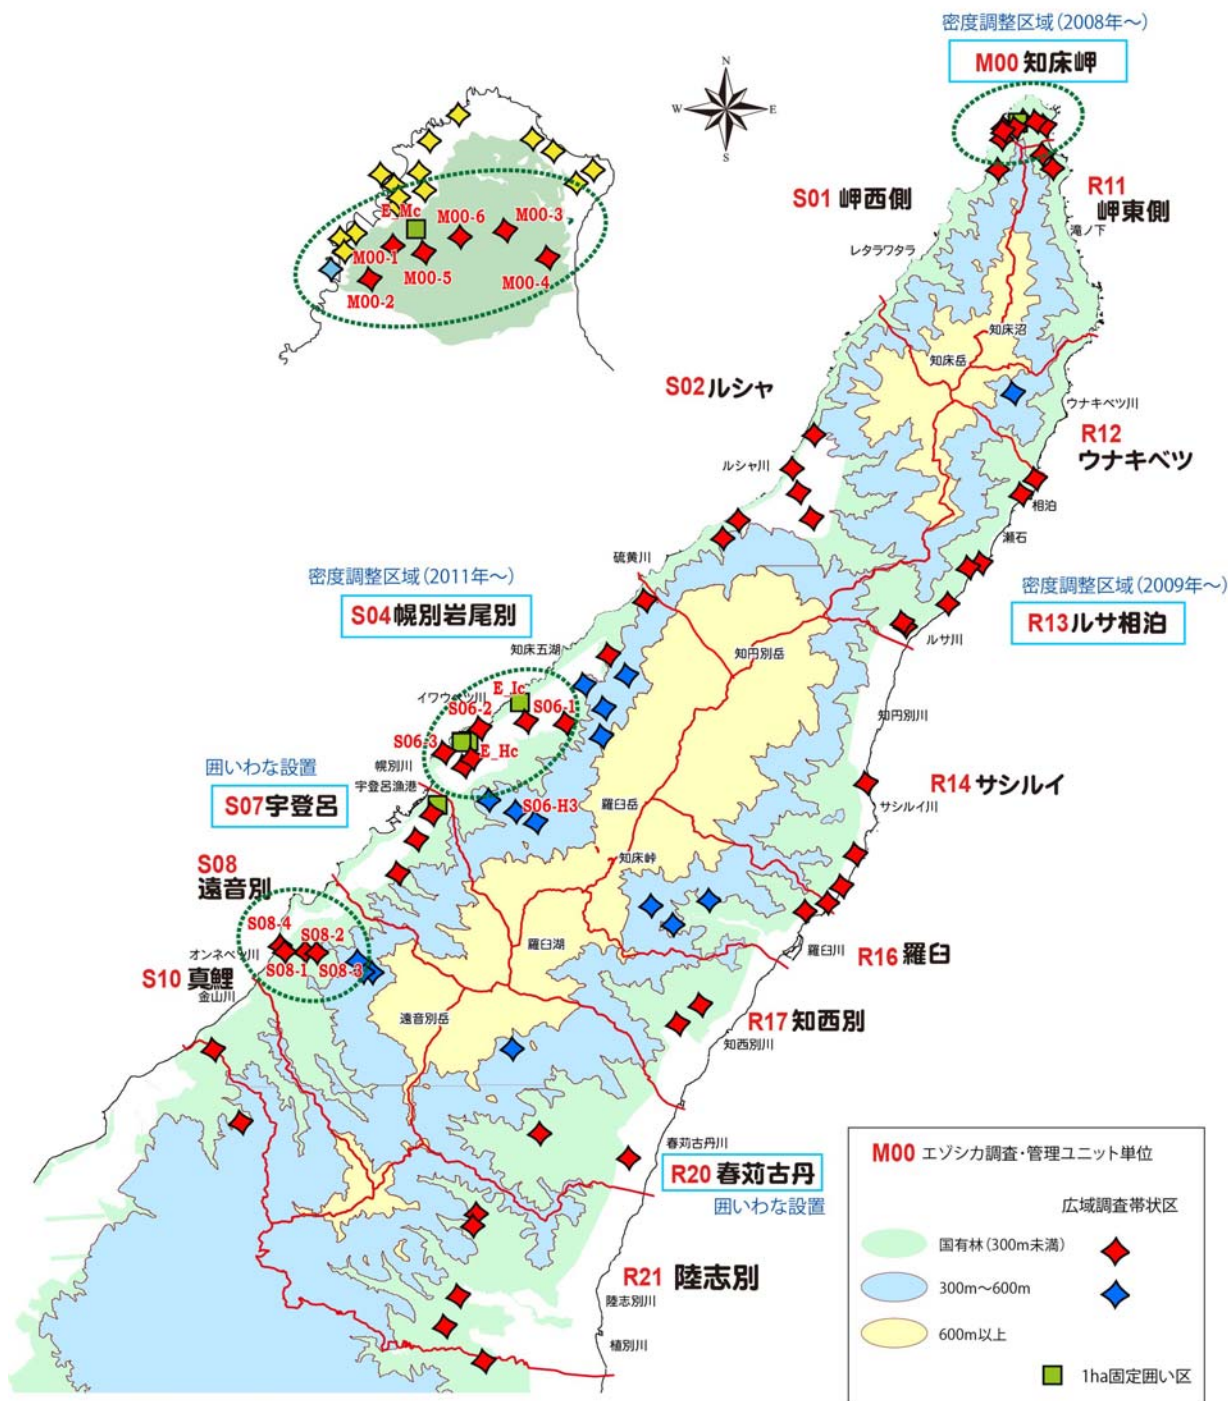 密度調整区域(2008年～)
M00 知床岬
N
W
E
S
E_Mc
M00-6
M00-3
M00-1
M00-5
M00-4
M00-2
S01 岬西側
R11
岬東側
滝ノ下
レタラワタラ
知床沼
知床岳
S02 ルシャ
ウナキベツ川
R12
ウナキベツ
ルシャ川
相泊
瀬石
硫黄川
密度調整区域(2011年～)
S04 幌別岩尾別
密度調整区域(2009年～)
R13 ルサ相泊
ルサ川
知床五湖
知円別岳
イワウベツ川
E_Ic
S06-2
S06-1
知円別川
S06-3
E_Hc
幌別川
囲いわな設置
宇登呂漁港
R14 サシルイ
S07 宇登呂
S06-H3
羅臼岳
サシルイ川
知床峠
S08
遠音別
S08-4
S08-2
オンネベツ川
羅臼湖
羅臼川
R16 羅臼
S10 真鯉
S08-1
S08-3
金山川
遠音別岳
R17 知西別
知西別川
春苅古丹川
R20 春苅古丹
囲いわな設置
R21 陸志別
陸志別川
植別川
M00 エゾシカ調査・管理ユニット単位
広域調査帯状区
国有林(300m未満)
300m～600m
600m以上
1ha固定囲い区